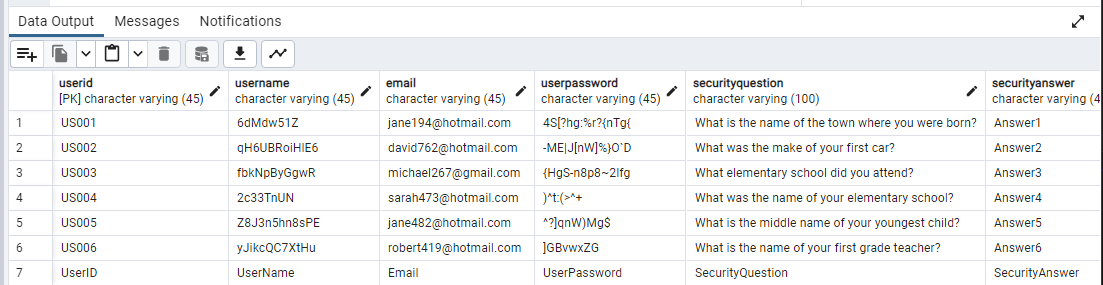 Data Output Messages Notifications
userid username email userpassword securityquestion securityanswer
[PK] character varying (45) character varying (45) character varying (45) character varying (45) character varying (100) character varying (4
1 US001 6dMdw51Z jane194@hotmail.com 4S[?hg:%r?{nTg{ What is the name of the town where you were born? Answer1
2 US002 qH6UBRoiHIE6 david762@hotmail.com -ME|J[nW]%}O`D What was the make of your first car? Answer2
3 US003 fbkNpByGgwR michael267@gmail.com {HgS-n8p8~2Ifg What elementary school did you attend? Answer3
4 US004 2c33TnUN sarah473@hotmail.com )^t:(>^+ What was the name of your elementary school? Answer4
5 US005 Z8J3n5hn8sPE jane482@hotmail.com ^?]qnW)Mg$ What is the middle name of your youngest child? Answer5
6 US006 yJikcQC7XtHu robert419@hotmail.com ]GBvwxZG What is the name of your first grade teacher? Answer6
7 UserID UserName Email UserPassword SecurityQuestion SecurityAnswer